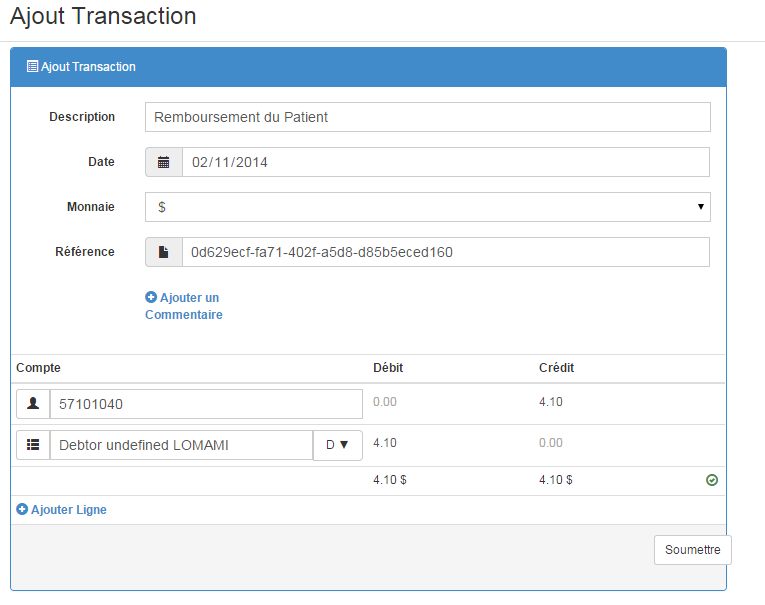 Ajout Transaction
Ajout Transaction
Description Remboursement du Patient
Date 02/11/2014
Monnaie $
Référence 0d629ecf-fa71-402f-a5d8-d85b5eced160
Ajouter un
Commentaire
Compte Débit Crédit
57101040 0.00 4.10
Debtor undefined LOMAMI D ▼ 4.10 0.00
4.10 $ 4.10 $
Ajouter Ligne
Soumettre